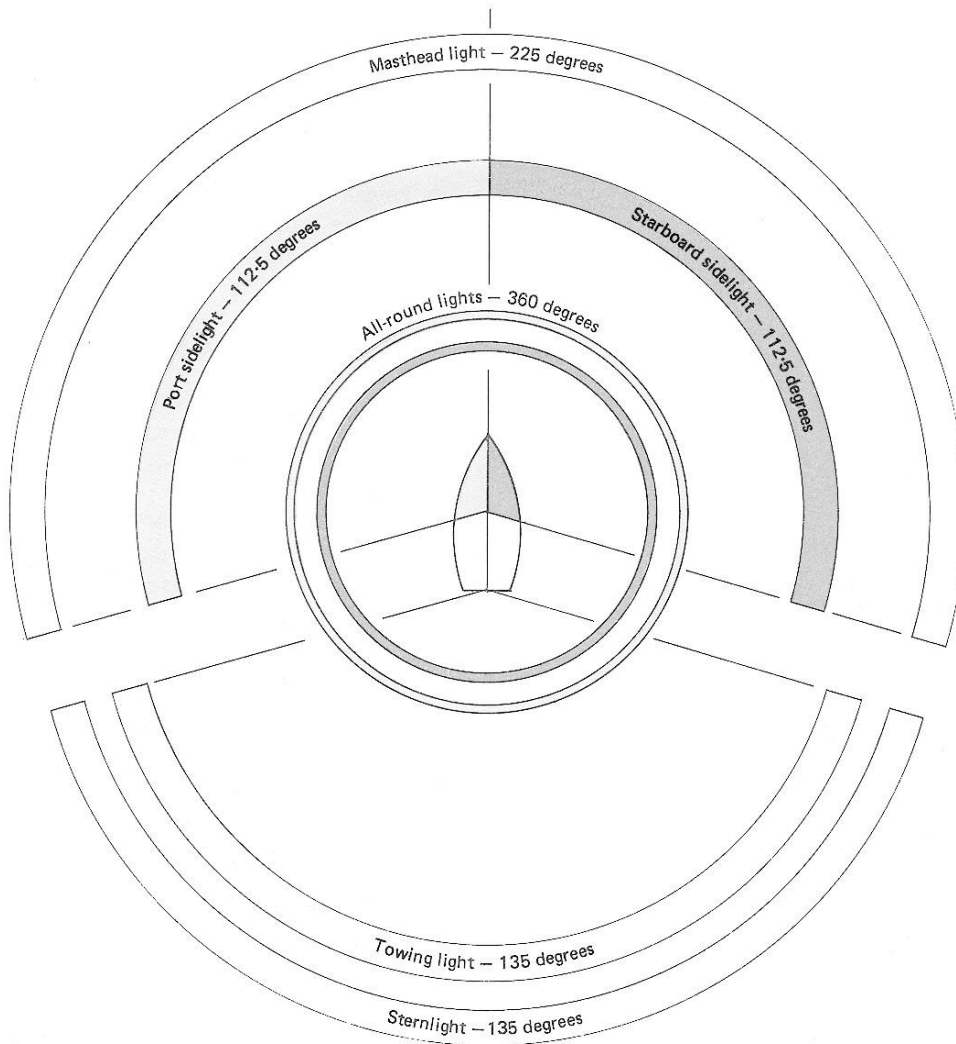 Masthead light — 225 degrees
Port sidelight — 112·5 degrees
Starboard sidelight — 112·5 degrees
All-round lights — 360 degrees
Towing light — 135 degrees
Sternlight — 135 degrees